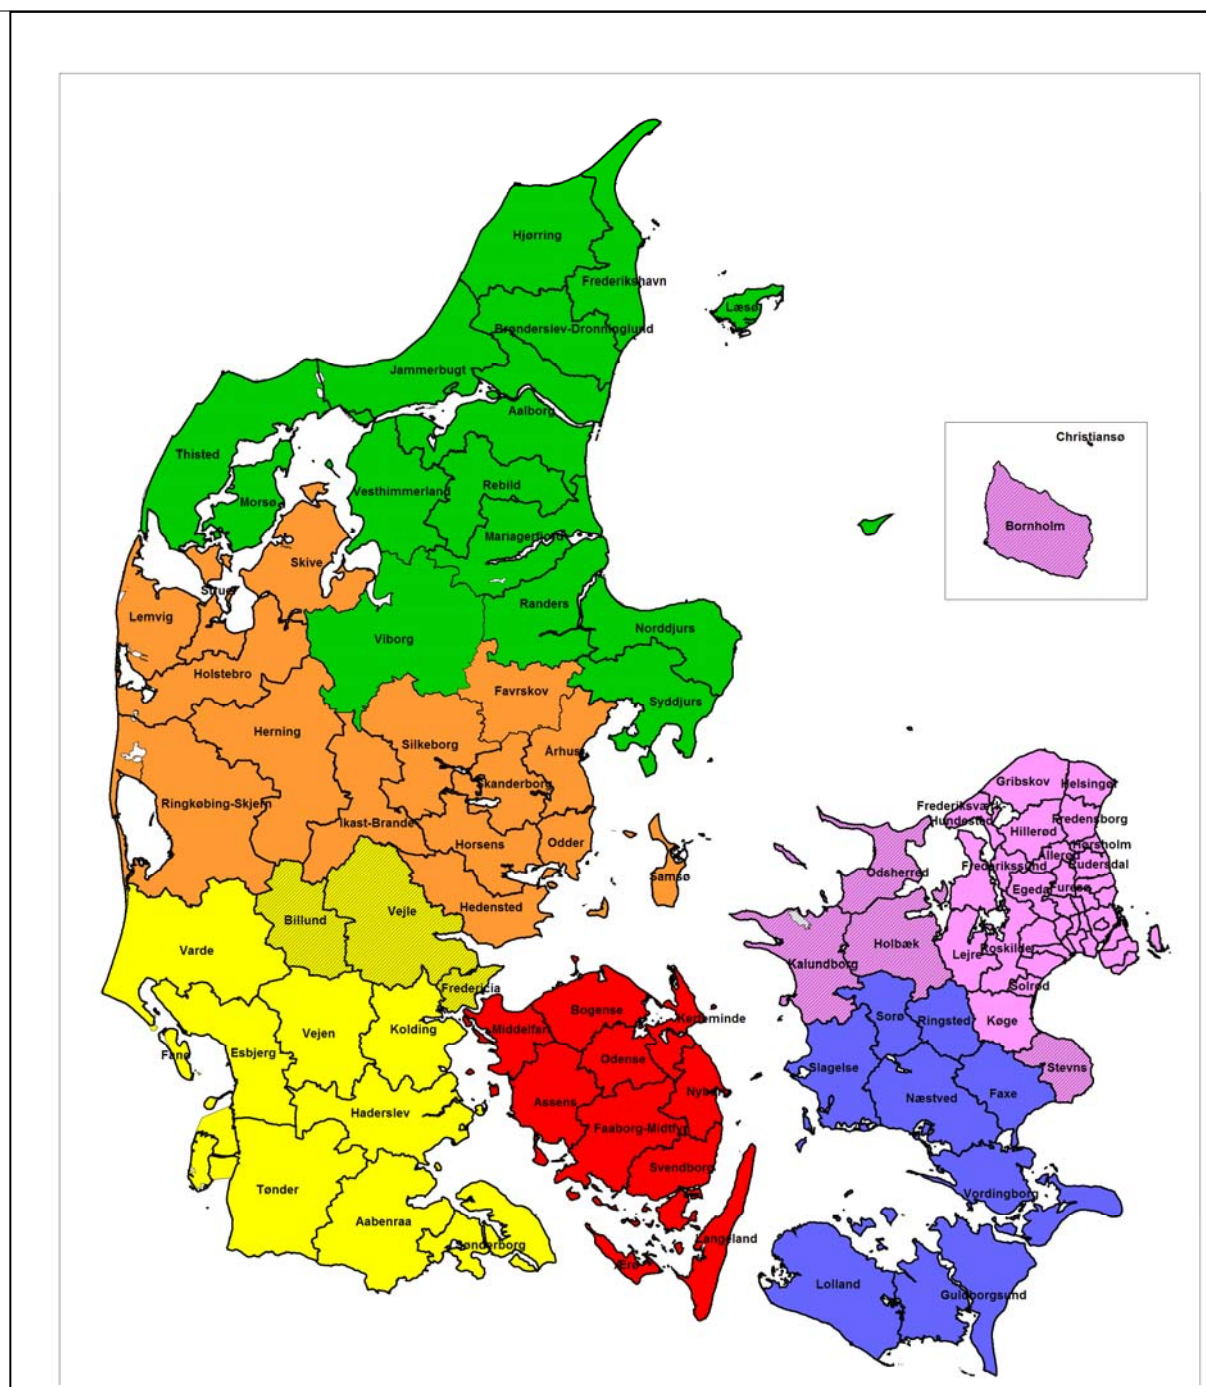 Hjørring
Frederikshavn
Læsø
Brønderslev-Dronninglund
Jammerbugt
Aalborg
Christiansø
Thisted
Rebild
Vesthimmerland
Morsø
Bornholm
Mariagerfjord
Skive
Struer
Randers
Lemvig
Norddjurs
Viborg
Holstebro
Favrskov
Syddjurs
Herning
Silkeborg
Århus
Gribskov
Helsingør
Skanderborg
Ringkøbing-Skjern
Frederiksværk-
Hundested
Fredensborg
Ikast-Brande
Hillerød
Horsens
Odder
Hørsholm
Allerød
Rudersdal
Frederikssund
Odsherred
Samsø
Egedal
Furesø
Hedensted
Vejle
Billund
Holbæk
Roskilde
Varde
Lejre
Kalundborg
Fredericia
Solrød
Bogense
Sorø
Kerteminde
Ringsted
Køge
Middelfart
Kolding
Vejen
Esbjerg
Fanø
Odense
Slagelse
Stevns
Nyborg
Faxe
Næstved
Assens
Haderslev
Faaborg-Midtfyn
Svendborg
Tønder
Vordingborg
Aabenraa
Langeland
Sønderborg
Ærø
Lolland
Guldborgsund